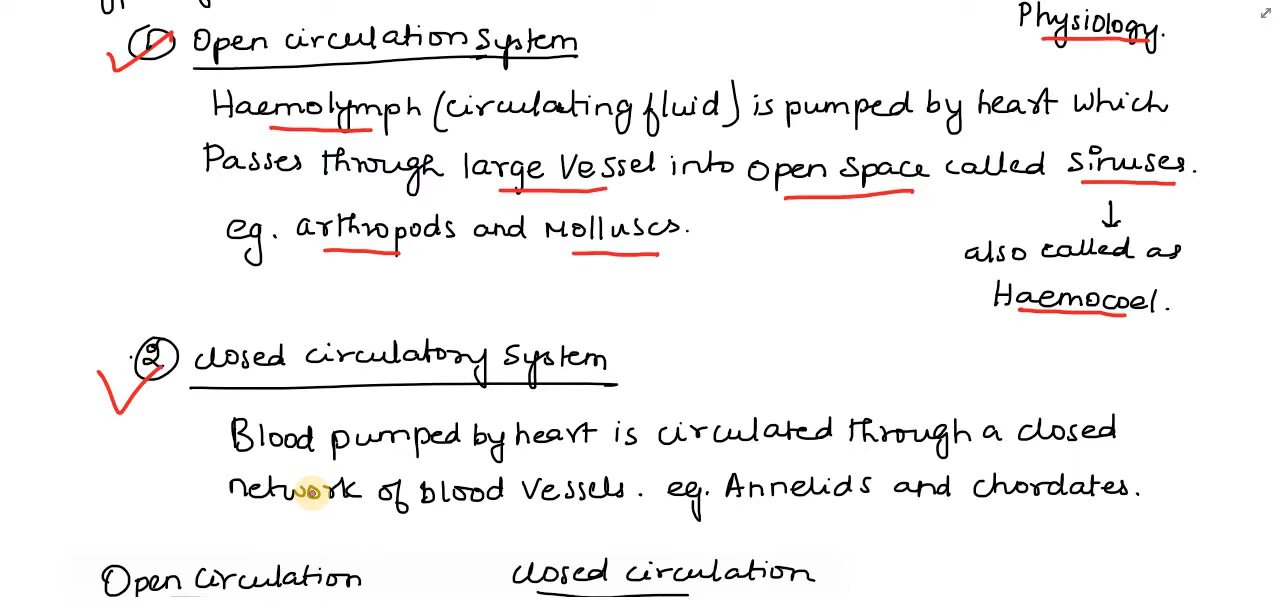 Physiology.
① Open circulation system
Haemolymph (circulating fluid) is pumped by heart which
Passes through large vessel into open space called sinuses.
eg. arthropods and Molluscs.
↓
also called as
Haemocoel.
② closed circulatory system
Blood pumped by heart is circulated through a closed
network of blood vessels. eg. Annelids and chordates.
Open circulation closed circulation